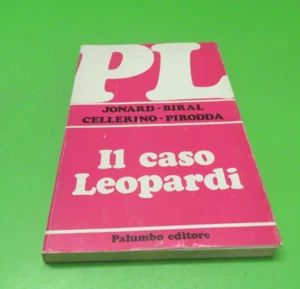 PL
JONARD-BIRAL
CELLERINO-PIRODDA
Il caso
Leopardi
Palumbo editore